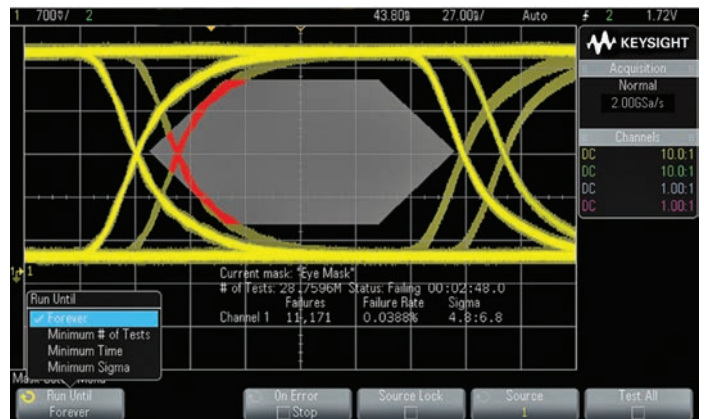 1 700▽/ 2 43.80s 27.00s/ Auto 2 1.72V
KEYSIGHT
Acquisition
Normal
2.00GSa/s
Channels
DC 10.0:1
DC 10.0:1
DC 1.00:1
DC 1.00:1
1
Current mask: "Eye Mask"
# of Tests: 28.7596M Status: Failing 00:02:48.0
Failures Failure Rate Sigma
Channel 1 11,171 0.0388% 4.8:6.8
Run Until
Forever
Minimum # of Tests
Minimum Time
Minimum Sigma
Menu
Run Until
Forever
On Error
Stop
Source Lock
Source
1
Test All